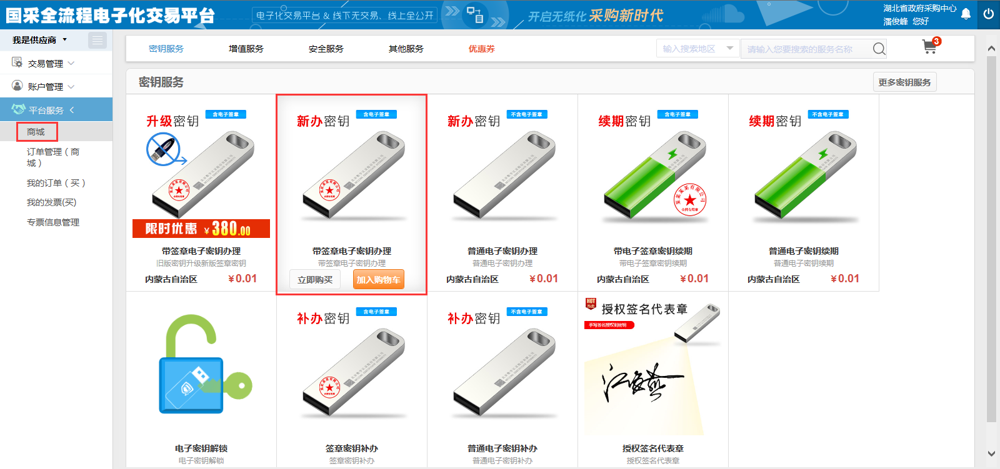 国采全流程电子化交易平台
电子化交易平台 & 线下无交易、线上全公开
开启无纸化 采购新时代
湖北省政府采购中心
潘俊峰 您好
我是供应商
交易管理
账户管理
平台服务
商城
订单管理（商
城）
我的订单（买）
我的发票(买)
专票信息管理
密钥服务 增值服务 安全服务 其他服务 优惠券
输入搜索地区
请输入您要搜索的服务名称
3
密钥服务
更多密钥服务
升级密钥 含电子签章
限时优惠 ¥380.00
带签章电子密钥办理
旧版密钥升级新版签章密钥
内蒙古自治区 ¥0.01
新办密钥 含电子签章
带签章电子密钥办理
带签章电子密钥办理
立即购买 加入购物车
新办密钥 不含电子签章
普通电子密钥办理
普通电子密钥办理
内蒙古自治区 ¥0.01
续期密钥 含电子签章
某某某某有限公司
合同专用章
带电子签章密钥续期
带电子签章密钥续期
内蒙古自治区 ¥0.01
续期密钥 不含电子签章
普通电子密钥续期
普通电子密钥续期
内蒙古自治区 ¥0.01
电子密钥解锁
电子密钥解锁
补办密钥 含电子签章
签章密钥补办
签章密钥补办
补办密钥 不含电子签章
普通电子密钥补办
普通电子密钥补办
HOT
热卖
授权签名代表章
手写签名授权到密钥
授权签名代表章
授权签名代表章